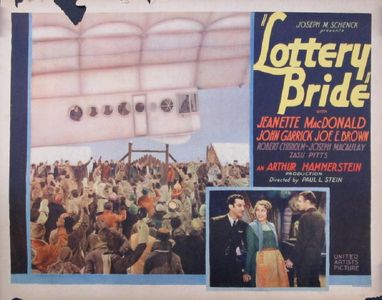 JOSEPH M. SCHENCK
presents
"Lottery
Bride"
with
JEANETTE MACDONALD
JOHN GARRICK JOE E. BROWN
ROBERT CHISHOLM - JOSEPH MACAULAY
ZASU PITTS
AN ARTHUR HAMMERSTEIN
PRODUCTION
Directed by PAUL L. STEIN
UNITED
ARTISTS
PICTURE